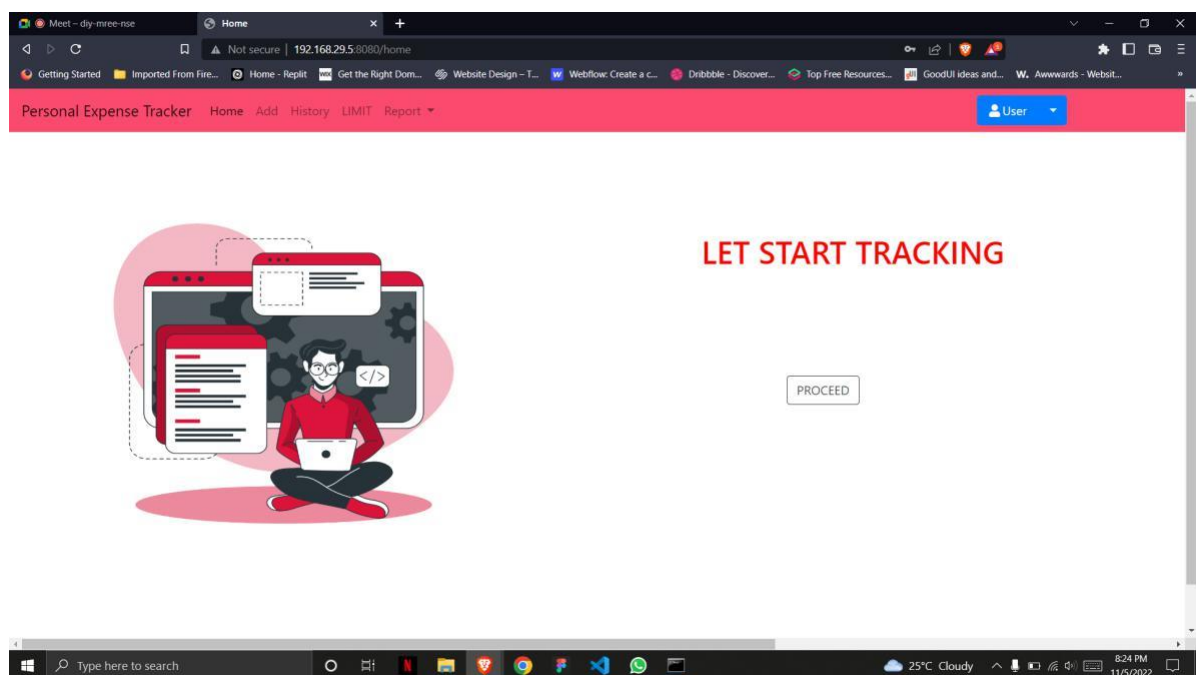 Meet – diy-mree-nse
Home
Not secure | 192.168.29.5:8080/home
Getting Started Imported From Fire... Home - Replit Get the Right Dom... Website Design – T... Webflow: Create a c... Dribbble - Discover... Top Free Resources... GoodUI ideas and... W. Awwwards - Websit... »
Personal Expense Tracker Home Add History LIMIT Report User
LET START TRACKING
</>
PROCEED
Type here to search
25°C Cloudy
8:24 PM
11/5/2022